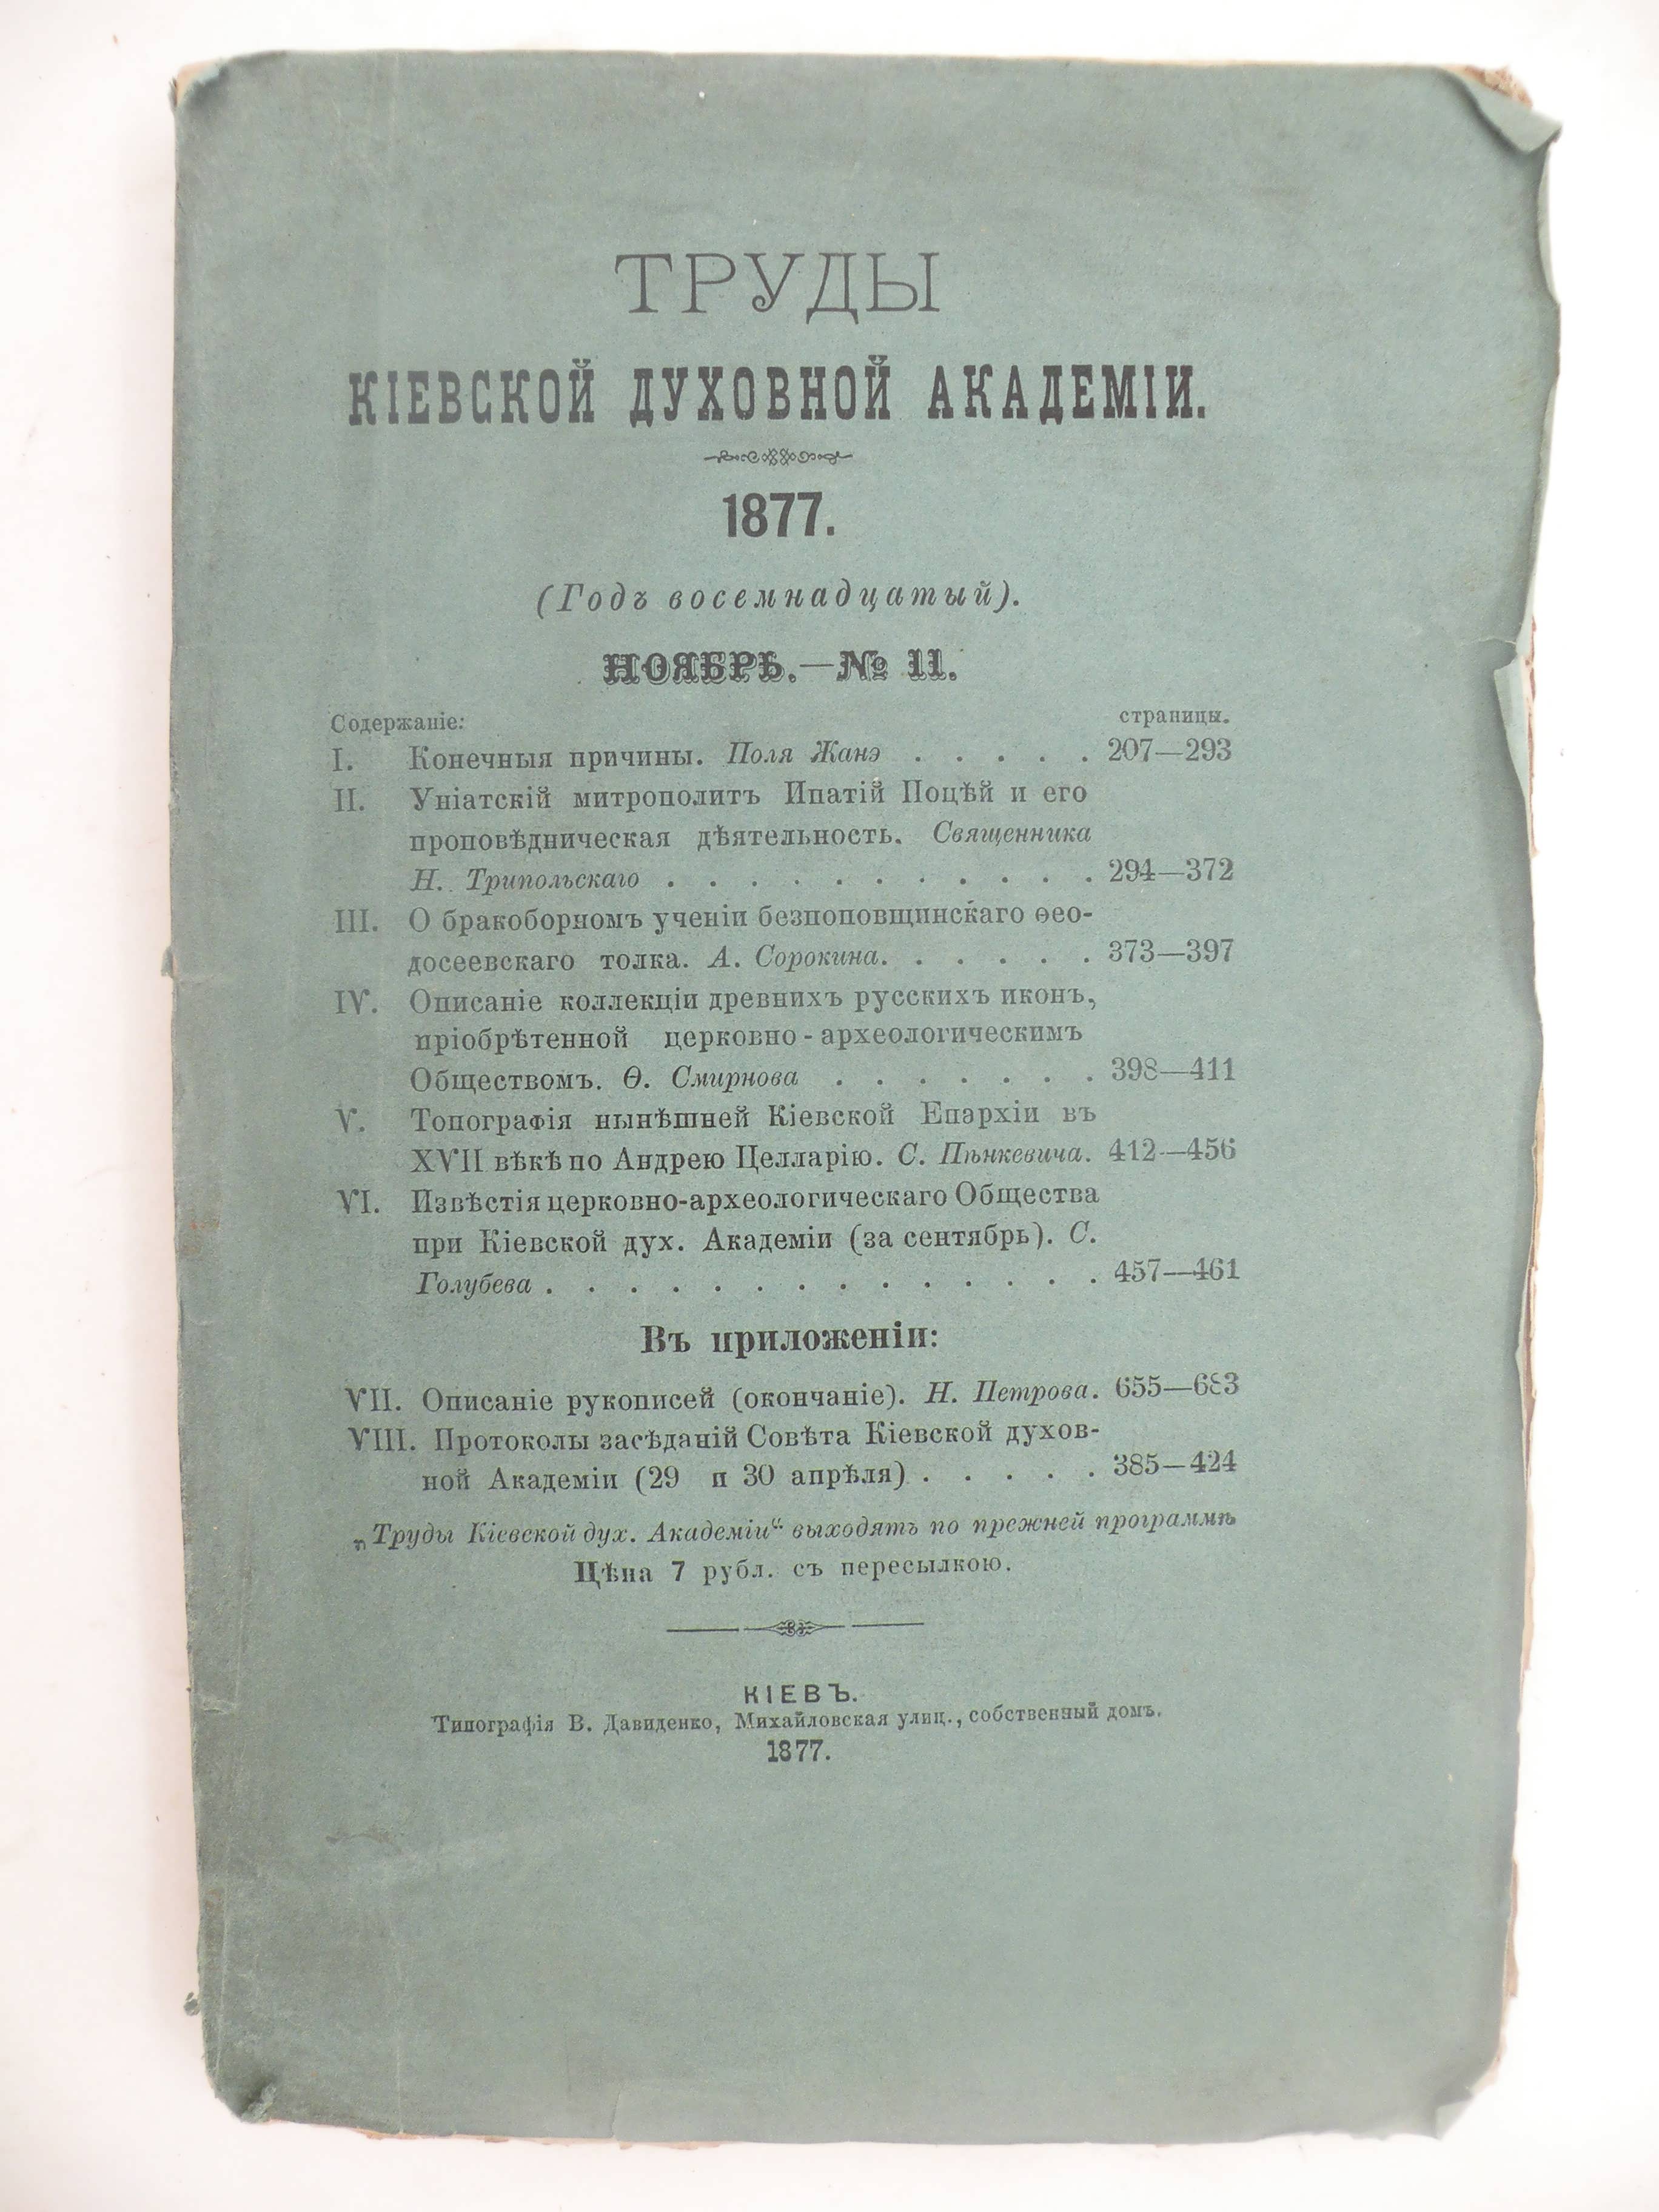 ТРУДЫ
КІЕВСКОЙ ДУХОВНОЙ АКАДЕМІИ.
1877.
(Годъ восемнадцатый).
НОЯБРЬ.—№ 11.
Содержаніе: страницы.
I. Конечныя причины. Поля Жанэ . . . . . 207—293
II. Уніатскій митрополитъ Ипатій Поцѣй и его
проповѣдническая дѣятельность. Священника
Н. Трипольскаго . . . . . . . . . . . 294—372
III. О бракоборномъ ученіи безпоповщинскаго ѳео-
досеевскаго толка. А. Сорокина. . . . . . 373—397
IV. Описаніе коллекціи древнихъ русскихъ иконъ,
пріобрѣтенной церковно-археологическимъ
Обществомъ. Ѳ. Смирнова . . . . . . . 398—411
V. Топографія нынѣшней Кіевской Епархіи въ
XVII вѣкѣ по Андрею Целларію. С. Пѣнкевича. 412—456
VI. Извѣстія церковно-археологическаго Общества
при Кіевской дух. Академіи (за сентябрь). С.
Голубева . . . . . . . . . . . . . . 457—461
Въ приложеніи:
VII. Описаніе рукописей (окончаніе). Н. Петрова. 655—683
VIII. Протоколы засѣданій Совѣта Кіевской духов-
ной Академіи (29 и 30 апрѣля) . . . . . 385—424
„Труды Кіевской дух. Академіи“ выходятъ по прежней программѣ
Цѣна 7 рубл. съ пересылкою.
КІЕВЪ.
Типографія В. Давиденко, Михайловская улиц., собственный домъ.
1877.